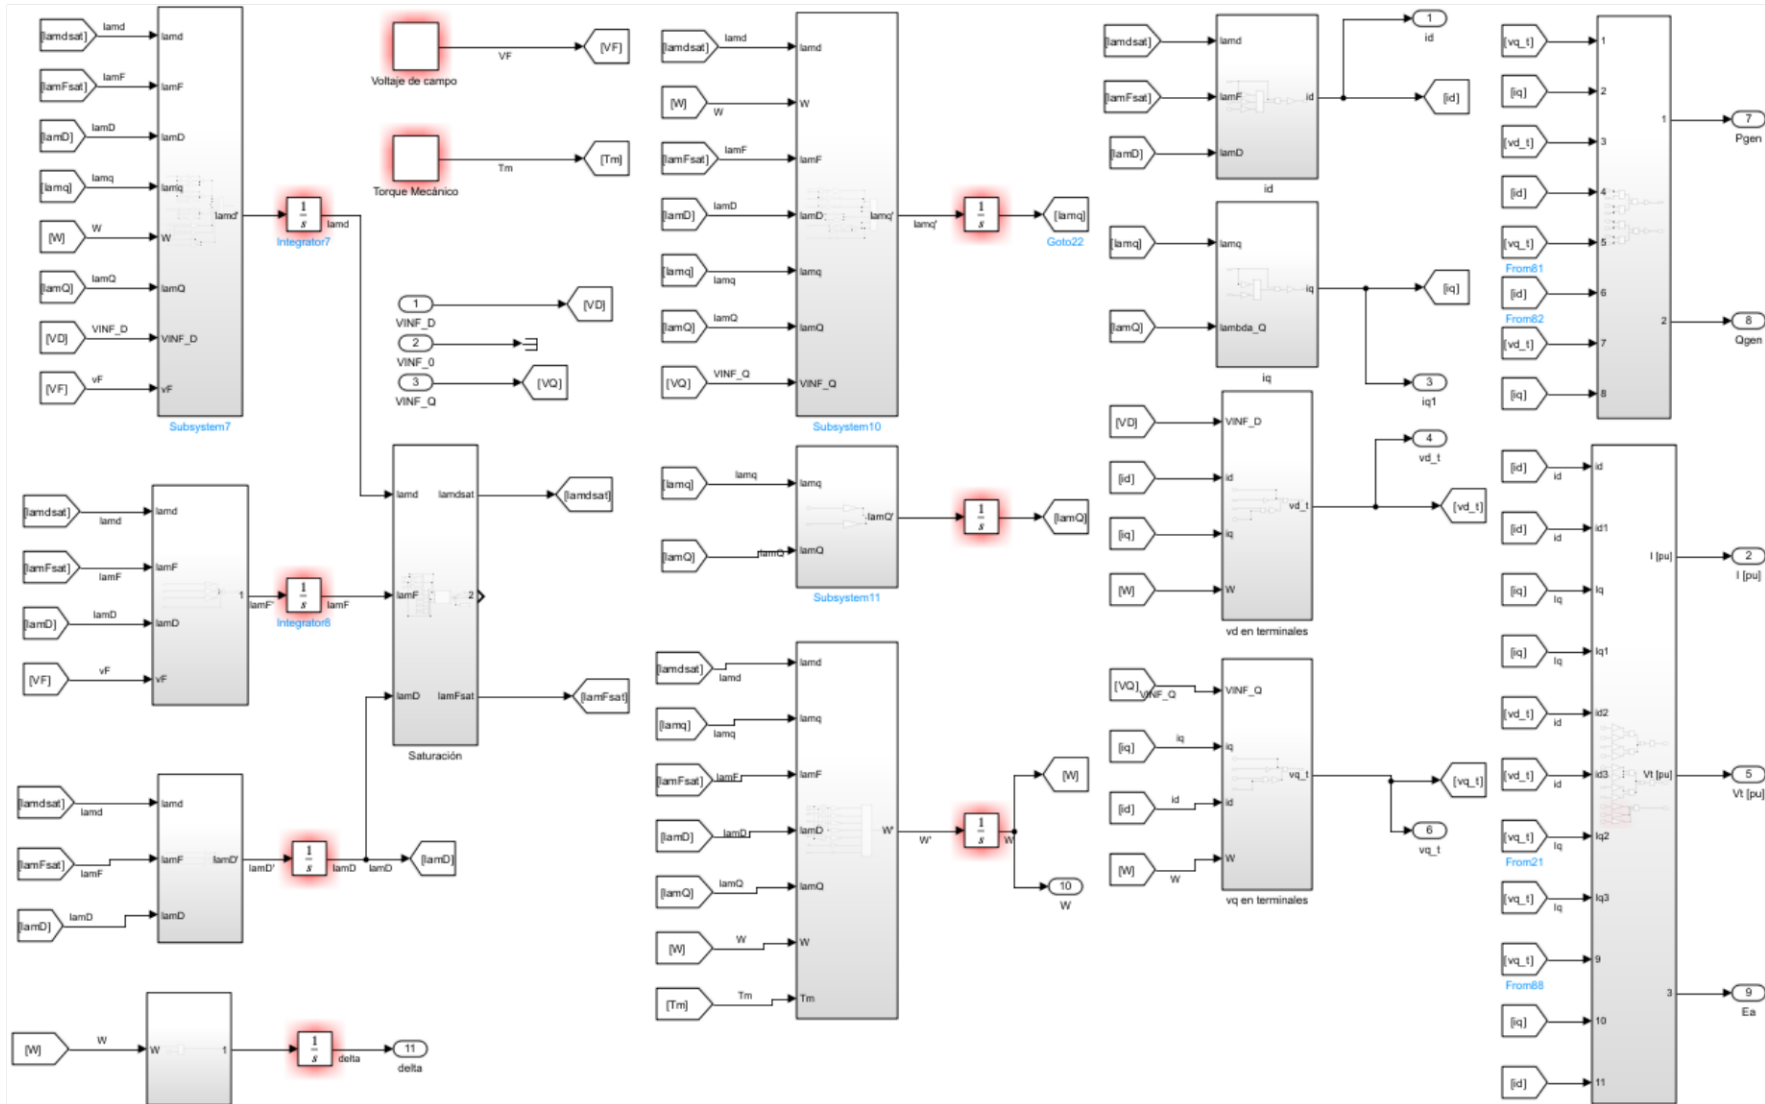 [lamdsat] lamd lamd
[lamFsat] lamF lamF
[lamD] lamD lamD
[lamq] lamq lamq
[W] W W
[lamQ] lamQ lamQ
[VD] VINF_D VINF_D
[VF] vF vF
lamd'
Subsystem7
1
s
lamd
Integrator7
VF
[VF]
Voltaje de campo
Tm
[Tm]
Torque Mecánico
1
VINF_D
[VD]
2
VINF_0
3
VINF_Q
[VQ]
[lamdsat] lamd lamd
[lamFsat] lamF lamF
[lamD] lamD lamD
[VF] vF vF
1
lamF'
1
s
lamF
Integrator8
lamd
lamF
lamD
lamdsat
2
lamFsat
Saturación
[lamdsat]
[lamFsat]
[lamdsat] lamd lamd
[lamFsat] lamF lamF
[lamD] lamD lamD
lamD'
lamD'
1
s
lamD
lamD
[lamD]
[W] W W
1
1
s
delta
11
delta
[lamdsat] lamd lamd
[W] W W
[lamFsat] lamF lamF
[lamD] lamD lamD
[lamq] lamq lamq
[lamQ] lamQ lamQ
[VQ] VINF_Q VINF_Q
lamq'
Subsystem10
lamq'
1
s
[lamq]
Goto22
[lamq] lamq lamq
[lamQ] lamQ lamQ
lamQ'
Subsystem11
1
s
[lamQ]
[lamdsat] lamd lamd
[lamq] lamq lamq
[lamFsat] lamF lamF
[lamD] lamD lamD
[lamQ] lamQ lamQ
[W] W W
[Tm] Tm Tm
W'
W'
1
s
W
[W]
10
W
[lamdsat] lamd
[lamFsat] lamF
[lamD] lamD
id
id
1
id
[id]
[lamq] lamq
[lamQ] lambda_Q
iq
iq
[iq]
3
iq1
[VD] VINF_D
[id] id
[iq] iq
[W] W
vd_t
vd en terminales
4
vd_t
[vd_t]
[VQ] VINF_Q VINF_Q
[iq] iq iq
[id] id id
[W] W W
vq_t
vq en terminales
[vq_t]
6
vq_t
[vq_t] 1
[iq] 2
[vd_t] 3
[id] 4
[vq_t] 5
From81
[id] 6
From82
[vd_t] 7
[iq] 8
1
7
Pgen
2
8
Qgen
[id] id id
[id] id id1
[iq] Iq Iq
[iq] Iq Iq1
[vd_t] id id2
[vd_t] id id3
[vq_t] Iq Iq2
From21
[vq_t] Iq Iq3
[vq_t] 9
From88
[iq] 10
[id] 11
I [pu]
2
I [pu]
Vt [pu]
5
Vt [pu]
3
9
Ea